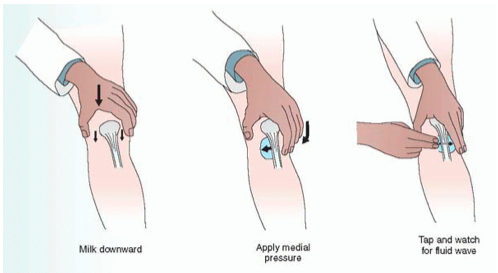 Milk downward
Apply medial
pressure
Tap and watch
for fluid wave